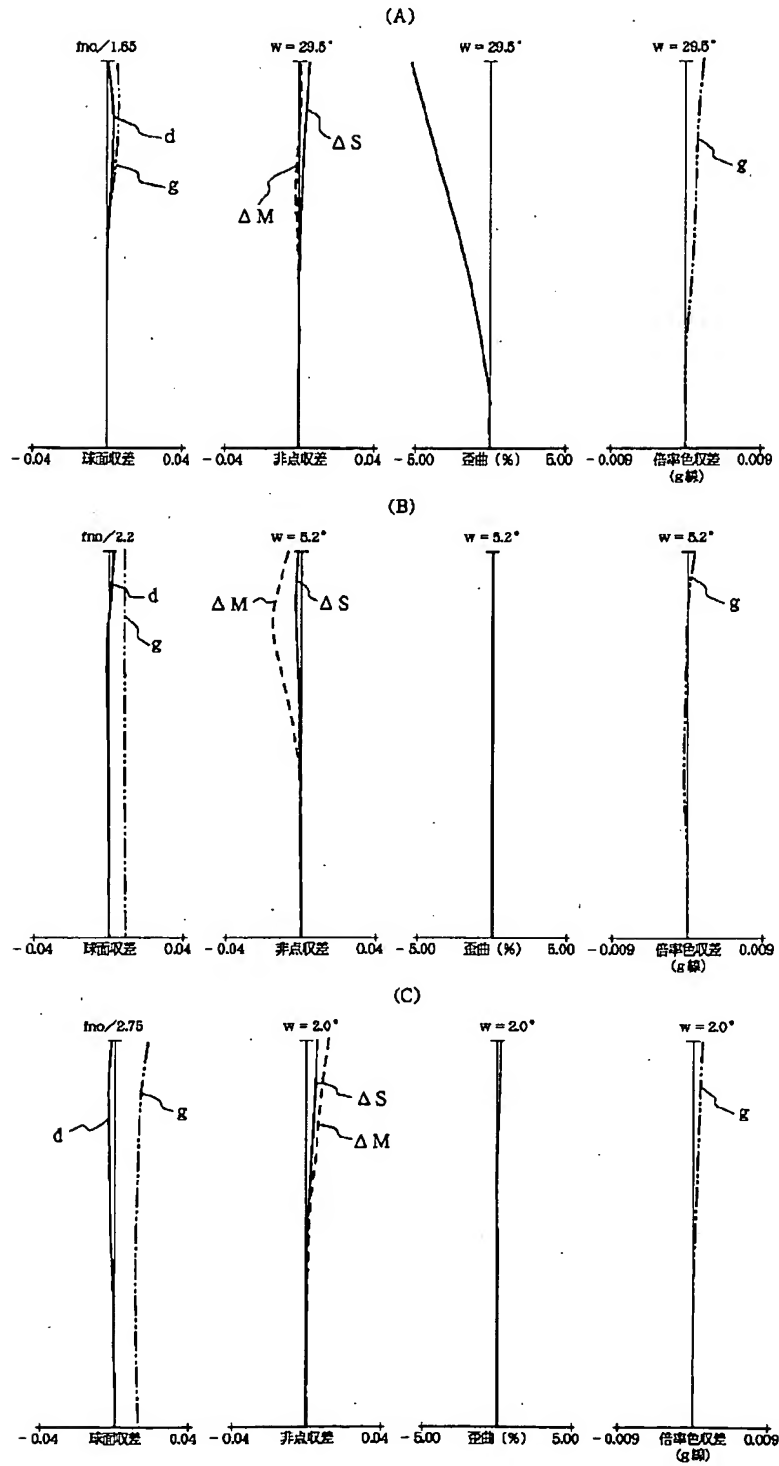 (A)
fno/1.65 w=29.5° w=29.5° w=29.5°
d
g
ΔS
ΔM
g
-0.04 球面収差 0.04 -0.04 非点収差 0.04 -5.00 歪曲 (%) 5.00 -0.009 倍率色収差 0.009
(g線)
(B)
fno/2.2 w=5.2° w=5.2° w=5.2°
d
g
ΔM
ΔS
g
-0.04 球面収差 0.04 -0.04 非点収差 0.04 -5.00 歪曲 (%) 5.00 -0.009 倍率色収差 0.009
(g線)
(C)
fno/2.75 w=2.0° w=2.0° w=2.0°
d
g
ΔS
ΔM
g
-0.04 球面収差 0.04 -0.04 非点収差 0.04 -5.00 歪曲 (%) 5.00 -0.009 倍率色収差 0.009
(g線)